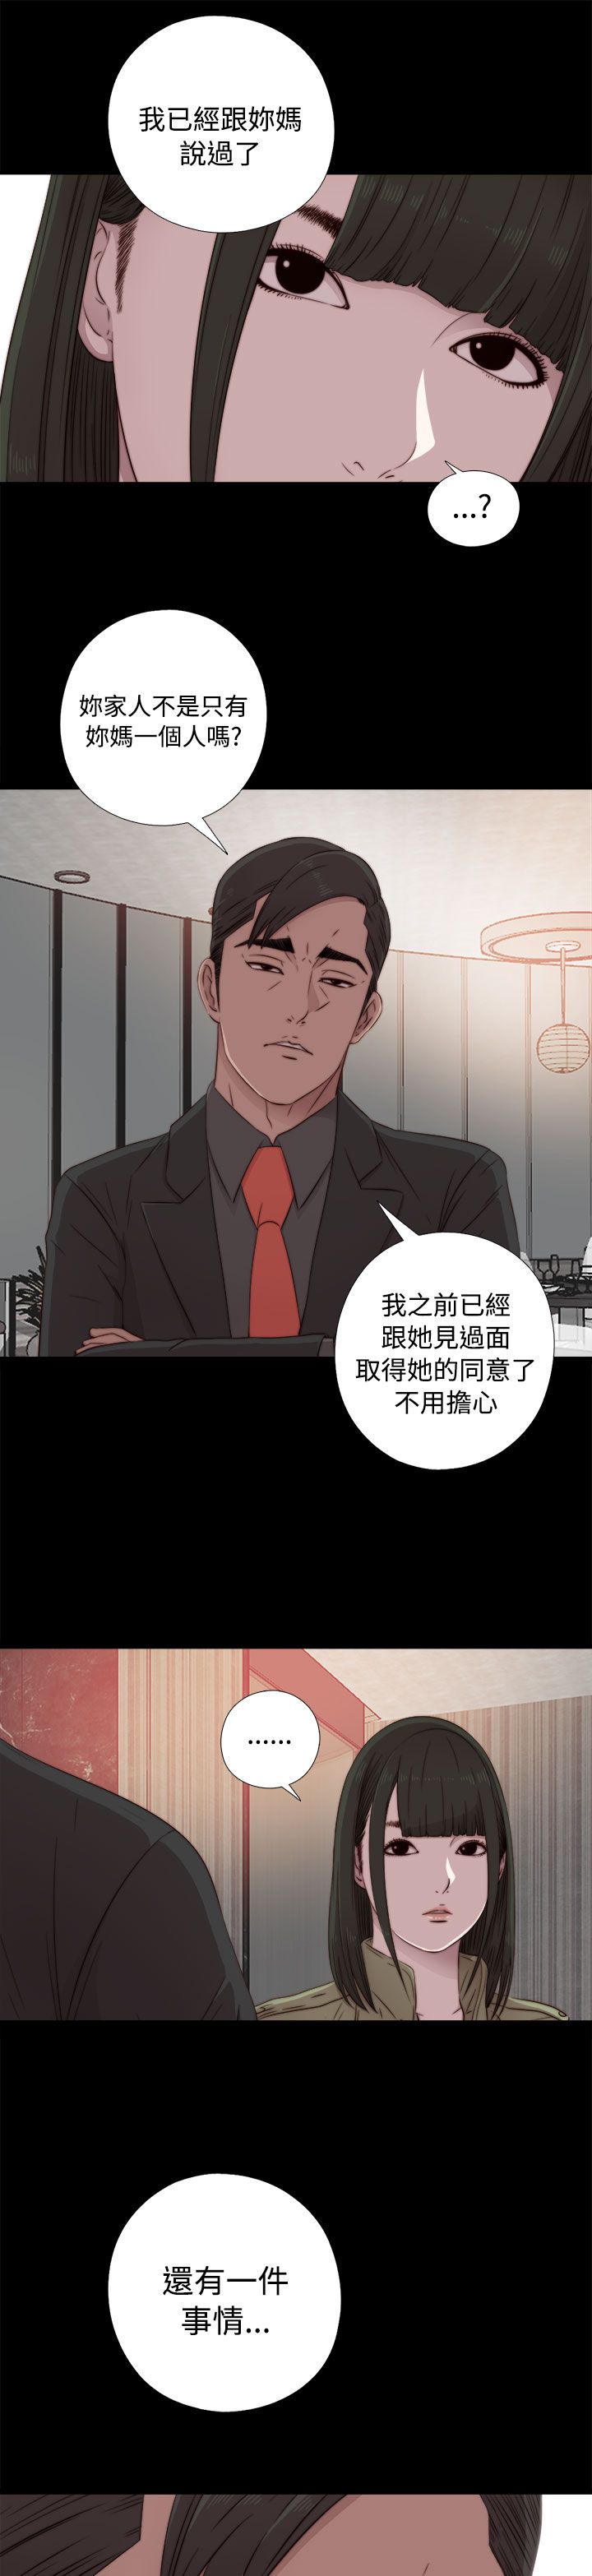 我已經跟妳媽
說過了
...?
妳家人不是只有
妳媽一個人嗎?
我之前已經
跟她見過面
取得她的同意了
不用擔心
......
還有一件
事情...